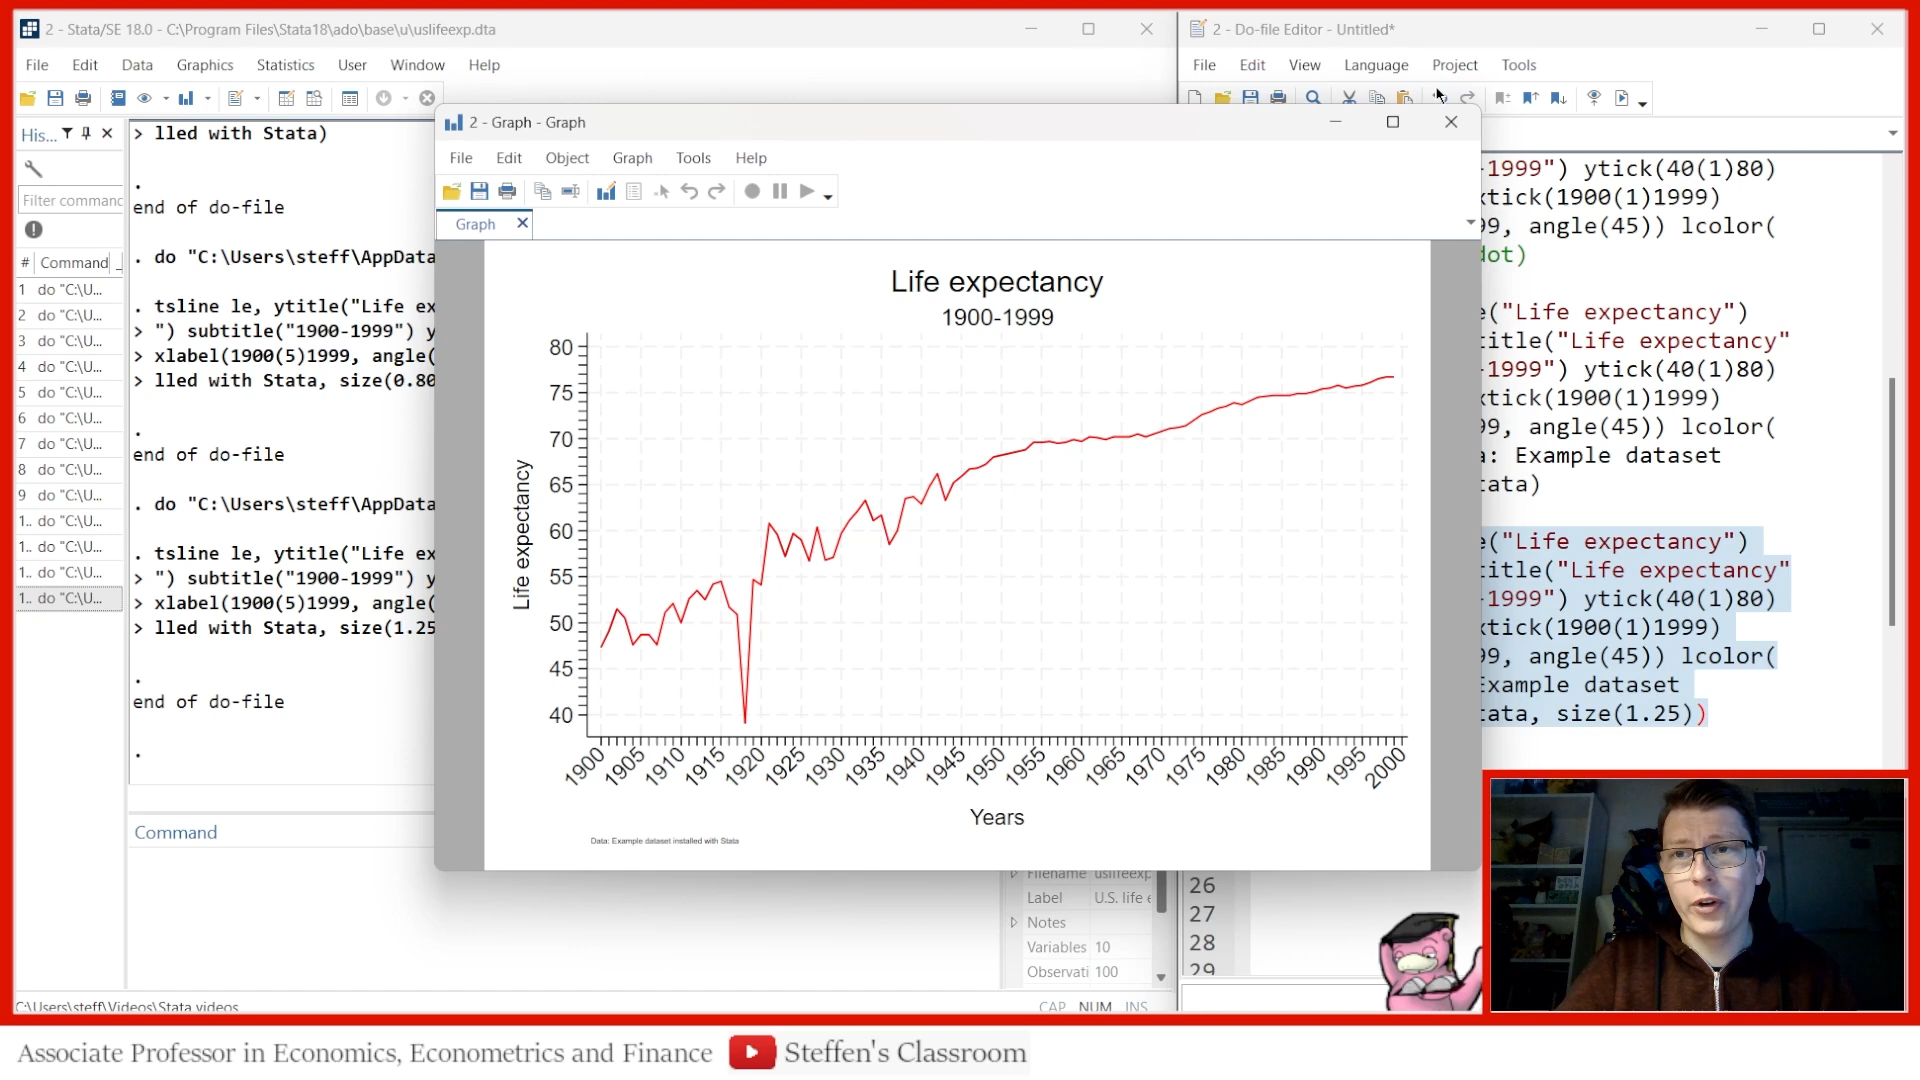 2 - Stata/SE 18.0 - C:\Program Files\Stata18\ado\base\u\uslifeexp.dta
File Edit Data Graphics Statistics User Window Help
His...
Filter command
# Command
1 do "C:\U...
2 do "C:\U...
3 do "C:\U...
4 do "C:\U...
5 do "C:\U...
6 do "C:\U...
7 do "C:\U...
8 do "C:\U...
9 do "C:\U...
1.. do "C:\U...
1.. do "C:\U...
1.. do "C:\U...
1.. do "C:\U...
> lled with Stata)
.
end of do-file
. do "C:\Users\steff\AppData
. tsline le, ytitle("Life ex
> ") subtitle("1900-1999") y
> xlabel(1900(5)1999, angle(
> lled with Stata, size(0.80
.
end of do-file
. do "C:\Users\steff\AppData
. tsline le, ytitle("Life ex
> ") subtitle("1900-1999") y
> xlabel(1900(5)1999, angle(
> lled with Stata, size(1.25
.
end of do-file
.
Command
Filename uslifeexp
Label U.S. life e
Notes
Variables 10
Observati 100
C:\Users\steff\Videos\Stata videos
CAP NUM INS
2 - Graph - Graph
File Edit Object Graph Tools Help
Graph
Life expectancy
1900-1999
Life expectancy
80
75
70
65
60
55
50
45
40
1900 1905 1910 1915 1920 1925 1930 1935 1940 1945 1950 1955 1960 1965 1970 1975 1980 1985 1990 1995 2000
Years
Data: Example dataset installed with Stata
2 - Do-file Editor - Untitled*
File Edit View Language Project Tools
-1999") ytick(40(1)80)
xtick(1900(1)1999)
99, angle(45)) lcolor(
dot)
e("Life expectancy")
title("Life expectancy"
-1999") ytick(40(1)80)
xtick(1900(1)1999)
99, angle(45)) lcolor(
a: Example dataset
tata)
e("Life expectancy")
title("Life expectancy"
-1999") ytick(40(1)80)
xtick(1900(1)1999)
99, angle(45)) lcolor(
Example dataset
tata, size(1.25))
26
27
28
29
Associate Professor in Economics, Econometrics and Finance Steffen's Classroom